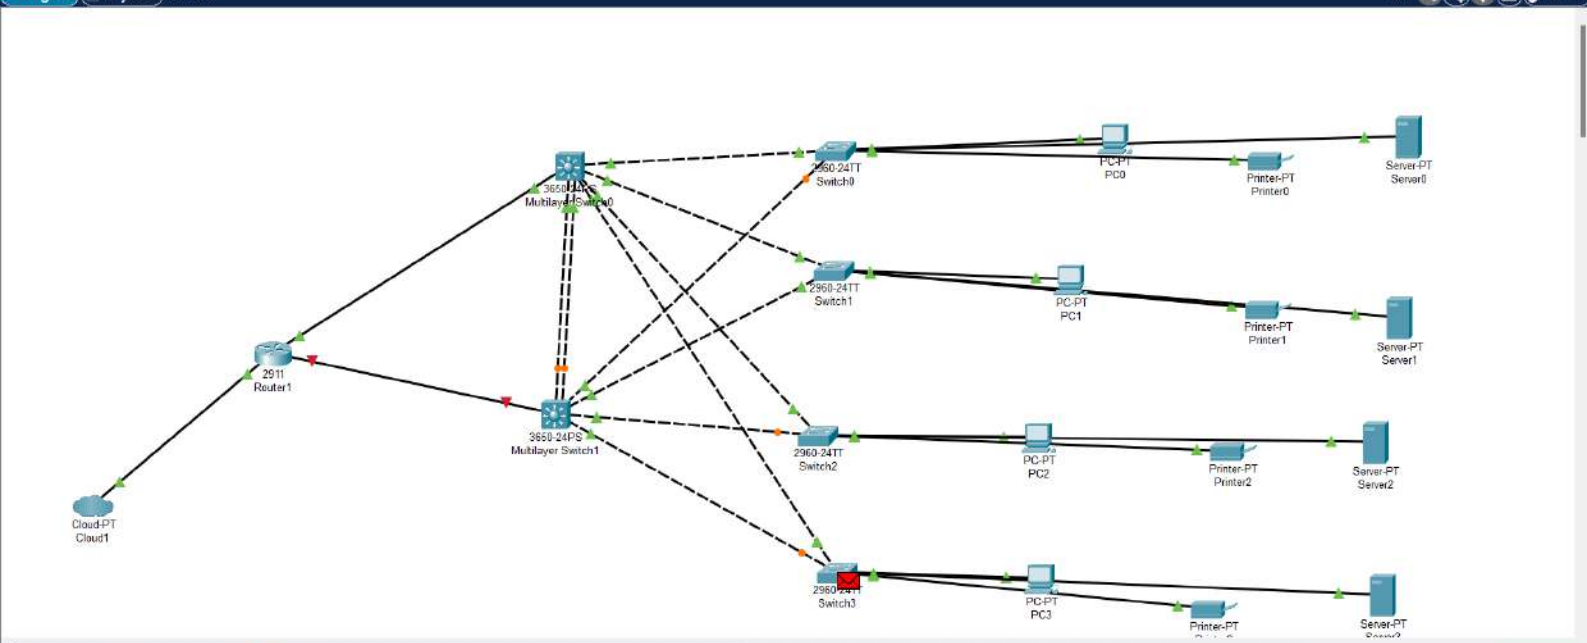 2960-24TT
Switch0
PC-PT
PC0
Printer-PT
Printer0
Server-PT
Server0
3650-24PS
Multilayer Switch0
2960-24TT
Switch1
PC-PT
PC1
Printer-PT
Printer1
Server-PT
Server1
2911
Router1
3650-24PS
Multilayer Switch1
2960-24TT
Switch2
PC-PT
PC2
Printer-PT
Printer2
Server-PT
Server2
Cloud-PT
Cloud1
2960-24TT
Switch3
PC-PT
PC3
Printer-PT
Server-PT